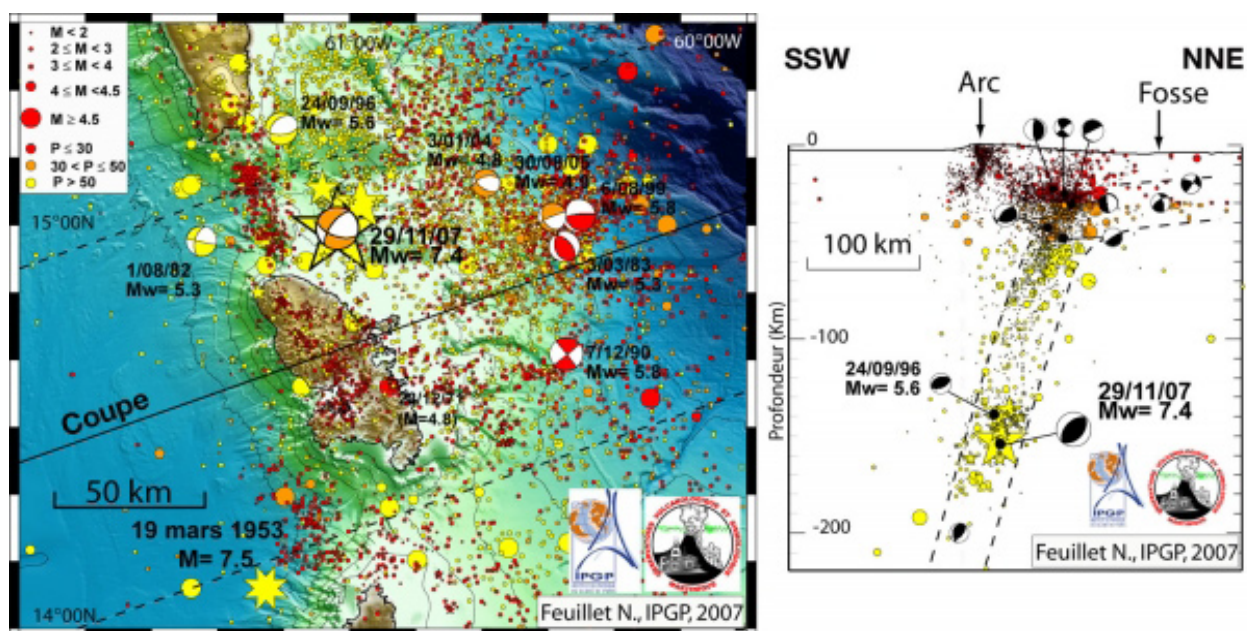 M < 2
2 ≤ M < 3
3 ≤ M < 4
4 ≤ M <4.5
M ≥ 4.5
P ≤ 30
30 < P ≤ 50
P > 50
61°00W
60°00W
24/09/96
Mw= 5.6
3/01/04
Mw= 4.8
Mw= 4.9
6/08/99
Mw= 5.8
15°00N
29/11/07
Mw= 7.4
1/08/82
Mw= 5.3
3/03/83
Mw= 5.3
7/12/90
Mw= 5.8
(M=4.8)
Coupe
50 km
19 mars 1953
M= 7.5
14°00N
IPGP
Feuillet N., IPGP, 2007
SSW
NNE
Arc
Fosse
0
100 km
-100
Profondeur (Km)
24/09/96
Mw= 5.6
29/11/07
Mw= 7.4
-200
IPGP
Feuillet N., IPGP, 2007